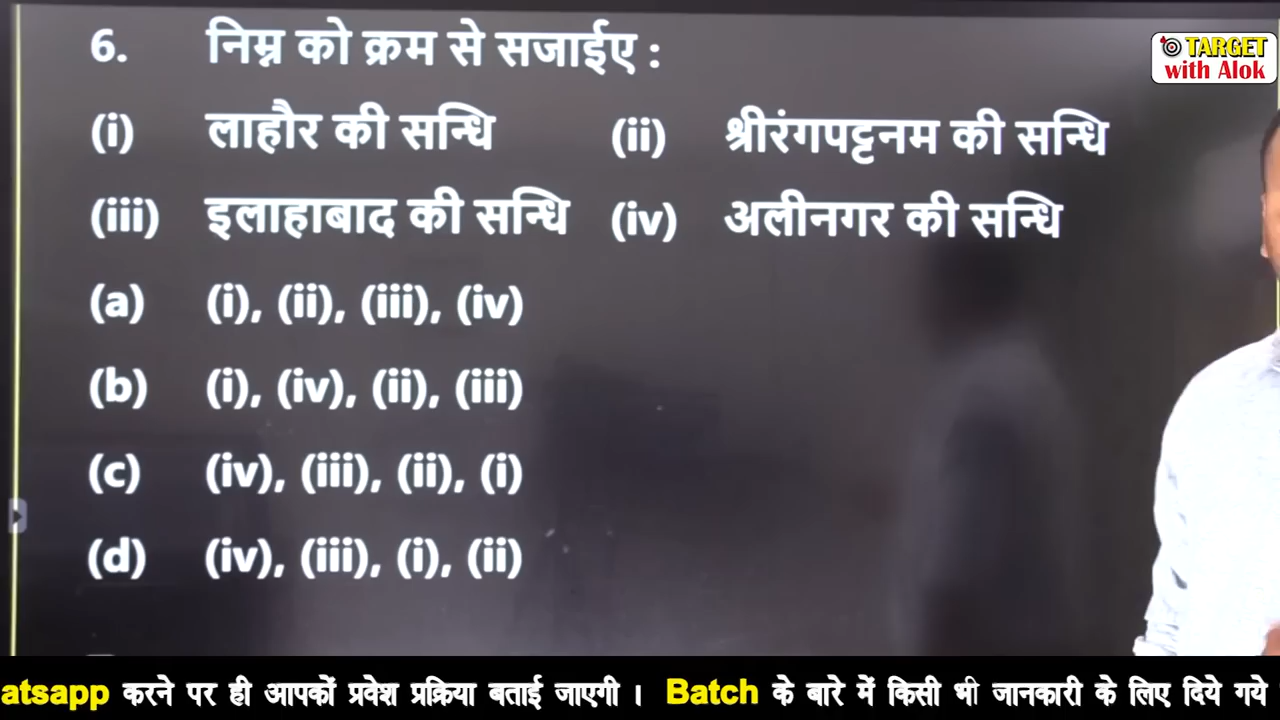 6. निम्न को क्रम से सजाईए :
TARGET
with Alok
(i) लाहौर की सन्धि (ii) श्रीरंगपट्टनम की सन्धि
(iii) इलाहाबाद की सन्धि (iv) अलीनगर की सन्धि
(a) (i), (ii), (iii), (iv)
(b) (i), (iv), (ii), (iii)
(c) (iv), (iii), (ii), (i)
(d) (iv), (iii), (i), (ii)
atsapp करने पर ही आपकों प्रवेश प्रक्रिया बताई जाएगी । Batch के बारे में किसी भी जानकारी के लिए दिये गये